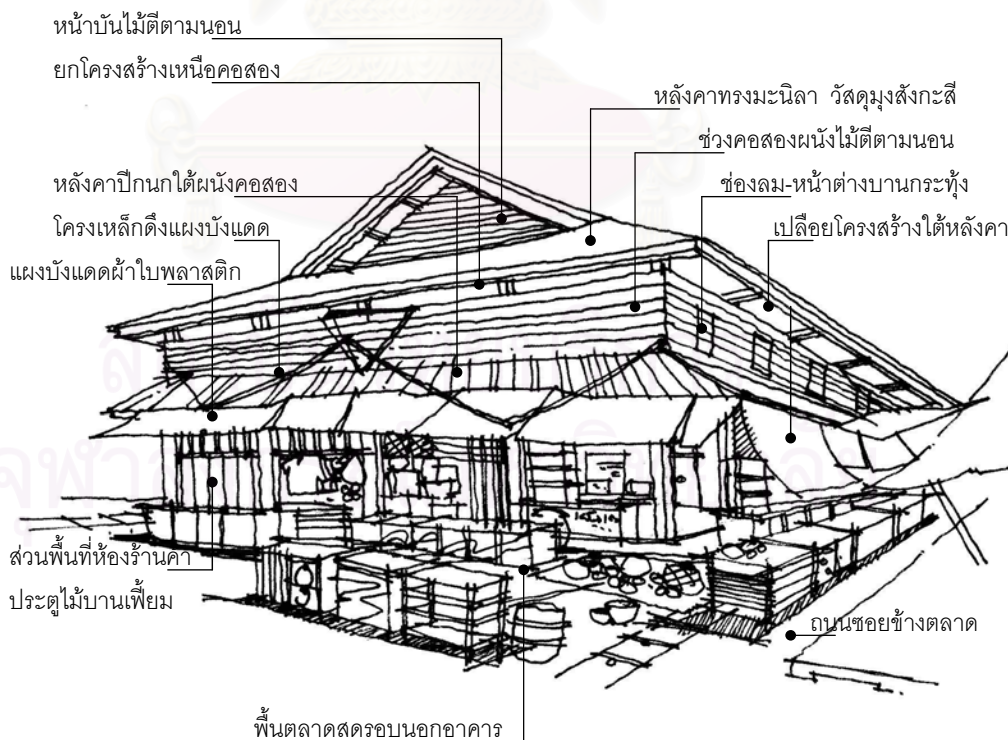 หน้าบันไม้ตีตามนอน
ยกโครงสร้างเหนือคอสอง
หลังคาทรงมะนิลา วัสดุมุงสังกะสี
ช่วงคอสองผนังไม้ตีตามนอน
หลังคาปีกนกใต้ผนังคอสอง
ช่องลม-หน้าต่างบานกระทุ้ง
โครงเหล็กดึงแผงบังแดด
เปลือยโครงสร้างใต้หลังคา
แผงบังแดดผ้าใบพลาสติก
ส่วนพื้นที่ห้องร้านค้า
ประตูไม้บานเฟี้ยม
ถนนซอยข้างตลาด
พื้นตลาดสดรอบนอกอาคาร